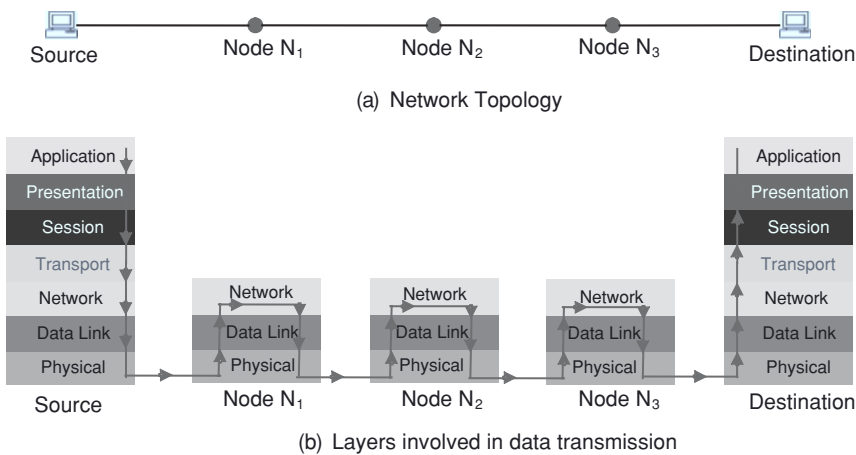 Source Node N₁ Node N₂ Node N₃ Destination
(a) Network Topology
Application Application
Presentation Presentation
Session Session
Transport Transport
Network Network Network Network Network
Data Link Data Link Data Link Data Link Data Link
Physical Physical Physical Physical Physical
Source Node N₁ Node N₂ Node N₃ Destination
(b) Layers involved in data transmission